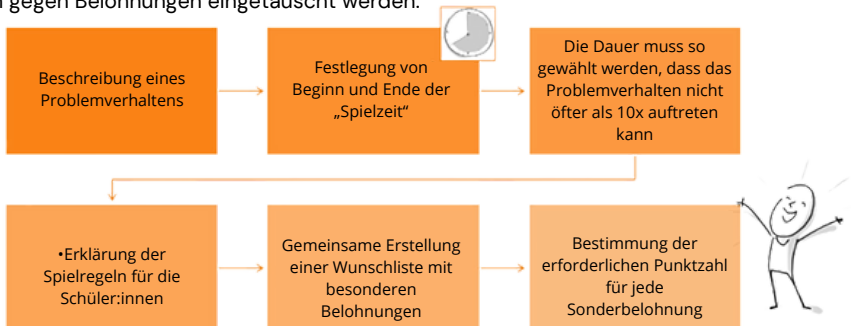 gegen Belohnungen eingetauscht werden.
Beschreibung eines
Problemverhaltens
Festlegung von
Beginn und Ende der
„Spielzeit“
Die Dauer muss so
gewählt werden, dass das
Problemverhalten nicht
öfter als 10x auftreten
kann
•Erklärung der
Spielregeln für die
Schüler:innen
Gemeinsame Erstellung
einer Wunschliste mit
besonderen
Belohnungen
Bestimmung der
erforderlichen Punktzahl
für jede
Sonderbelohnung